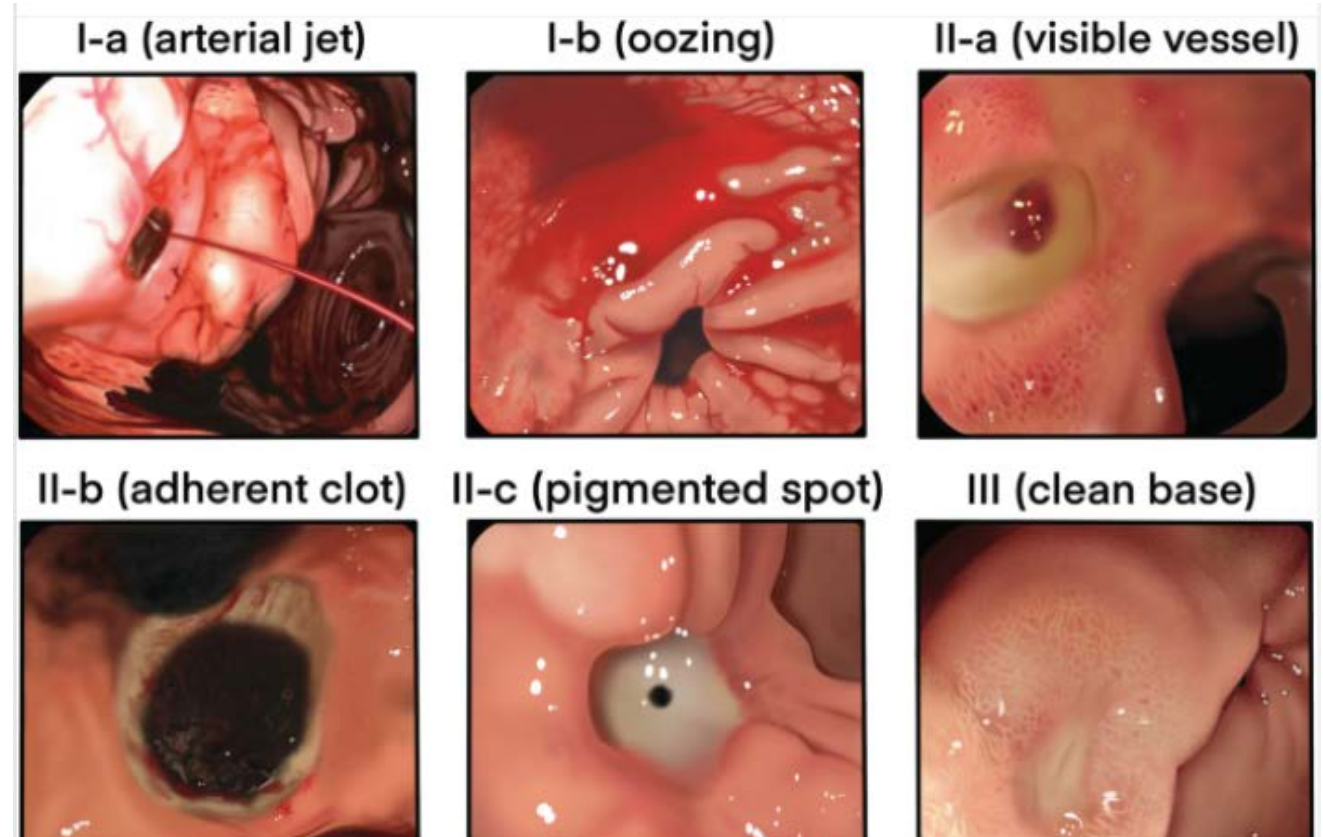 I-a (arterial jet)
I-b (oozing)
II-a (visible vessel)
II-b (adherent clot)
II-c (pigmented spot)
III (clean base)